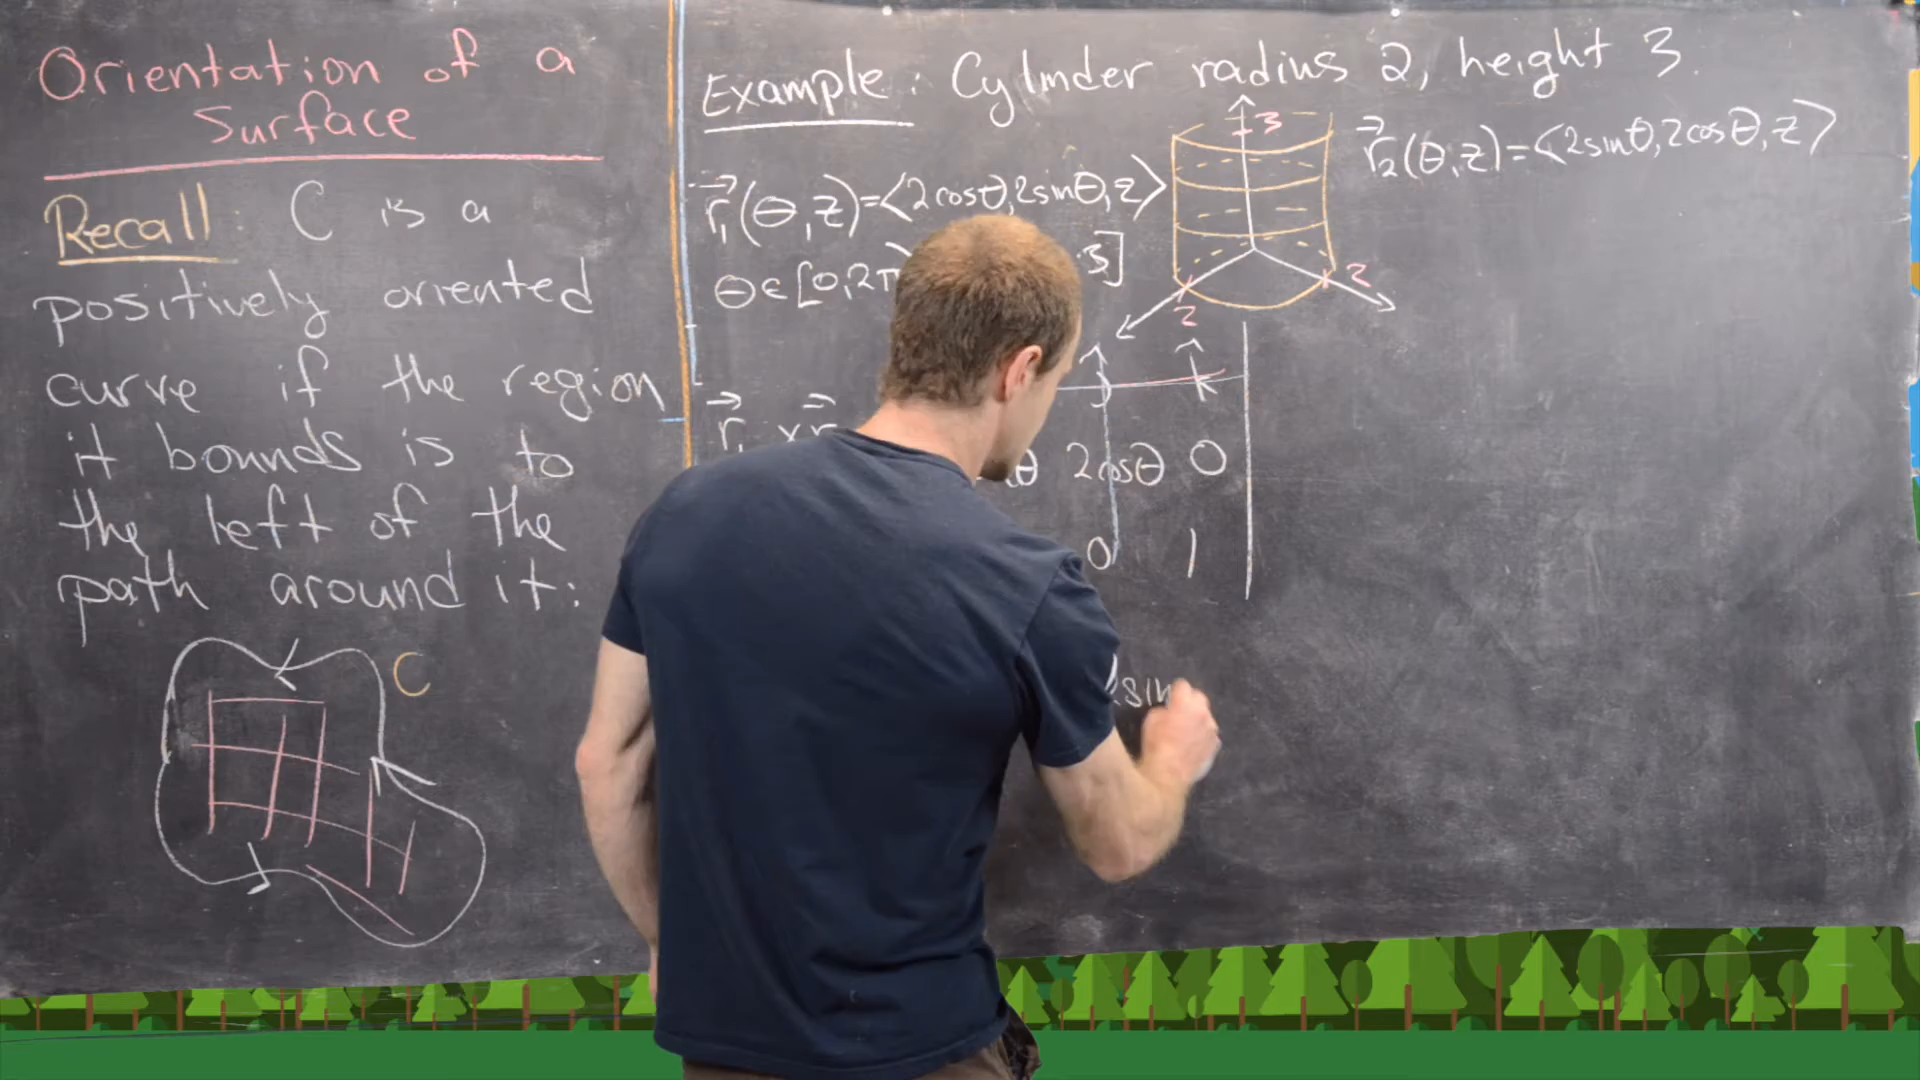 Orientation of a
Surface
Recall: C is a
positively oriented
curve if the region
it bounds is to
the left of the
path around it:
C
Example: Cylinder radius 2, height 3.
r₁(θ,z)=⟨2cosθ,2sinθ,z⟩
θ∈[0,2π
3]
3
2
2
r₂(θ,z)=⟨2sinθ,2cosθ,z⟩
r × r
θ 2cosθ 0
0 1
2sin